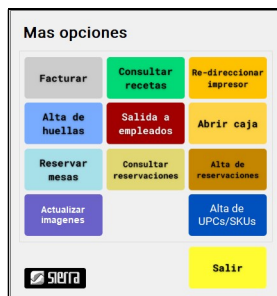 Mas opciones
Facturar
Consultar
recetas
Re-direccionar
impresor
Alta de
huellas
Salida a
empleados
Abrir caja
Reservar
mesas
Consultar
reservaciones
Alta de
reservaciones
Actualizar
imagenes
Alta de
UPCs/SKUs
sierra
Salir